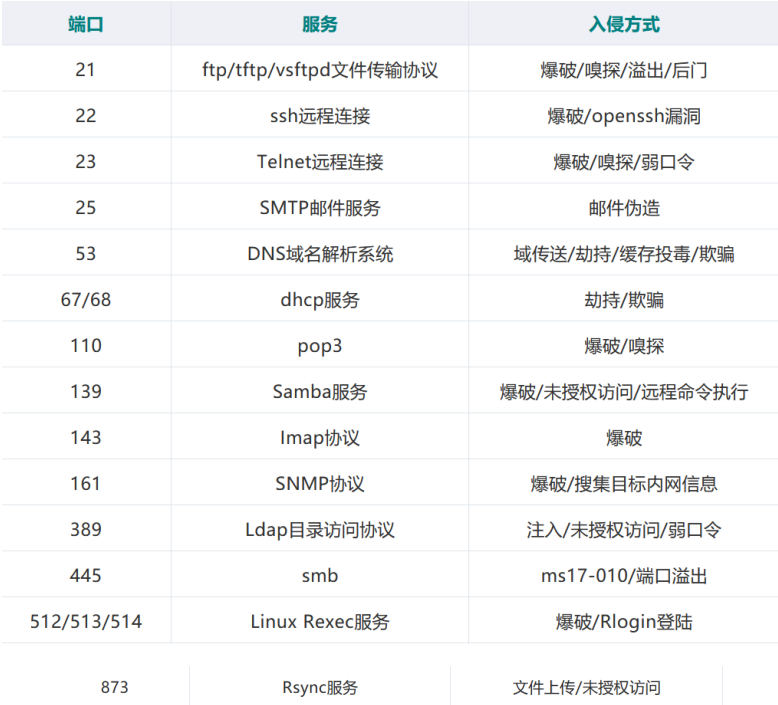 端口 服务 入侵方式
21 ftp/tftp/vsftpd文件传输协议 爆破/嗅探/溢出/后门
22 ssh远程连接 爆破/openssh漏洞
23 Telnet远程连接 爆破/嗅探/弱口令
25 SMTP邮件服务 邮件伪造
53 DNS域名解析系统 域传送/劫持/缓存投毒/欺骗
67/68 dhcp服务 劫持/欺骗
110 pop3 爆破/嗅探
139 Samba服务 爆破/未授权访问/远程命令执行
143 Imap协议 爆破
161 SNMP协议 爆破/搜集目标内网信息
389 Ldap目录访问协议 注入/未授权访问/弱口令
445 smb ms17-010/端口溢出
512/513/514 Linux Rexec服务 爆破/Rlogin登陆
873 Rsync服务 文件上传/未授权访问